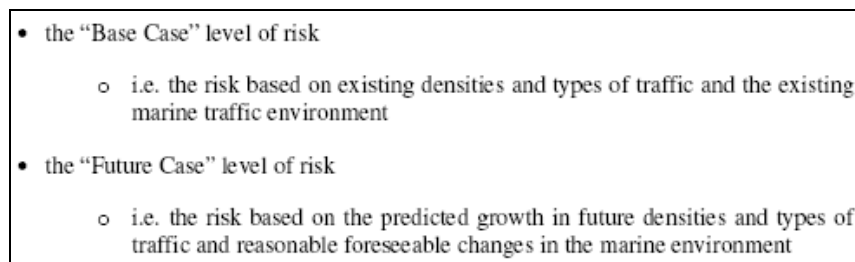 • the “Base Case” level of risk
o i.e. the risk based on existing densities and types of traffic and the existing
marine traffic environment
• the “Future Case” level of risk
o i.e. the risk based on the predicted growth in future densities and types of
traffic and reasonable foreseeable changes in the marine environment